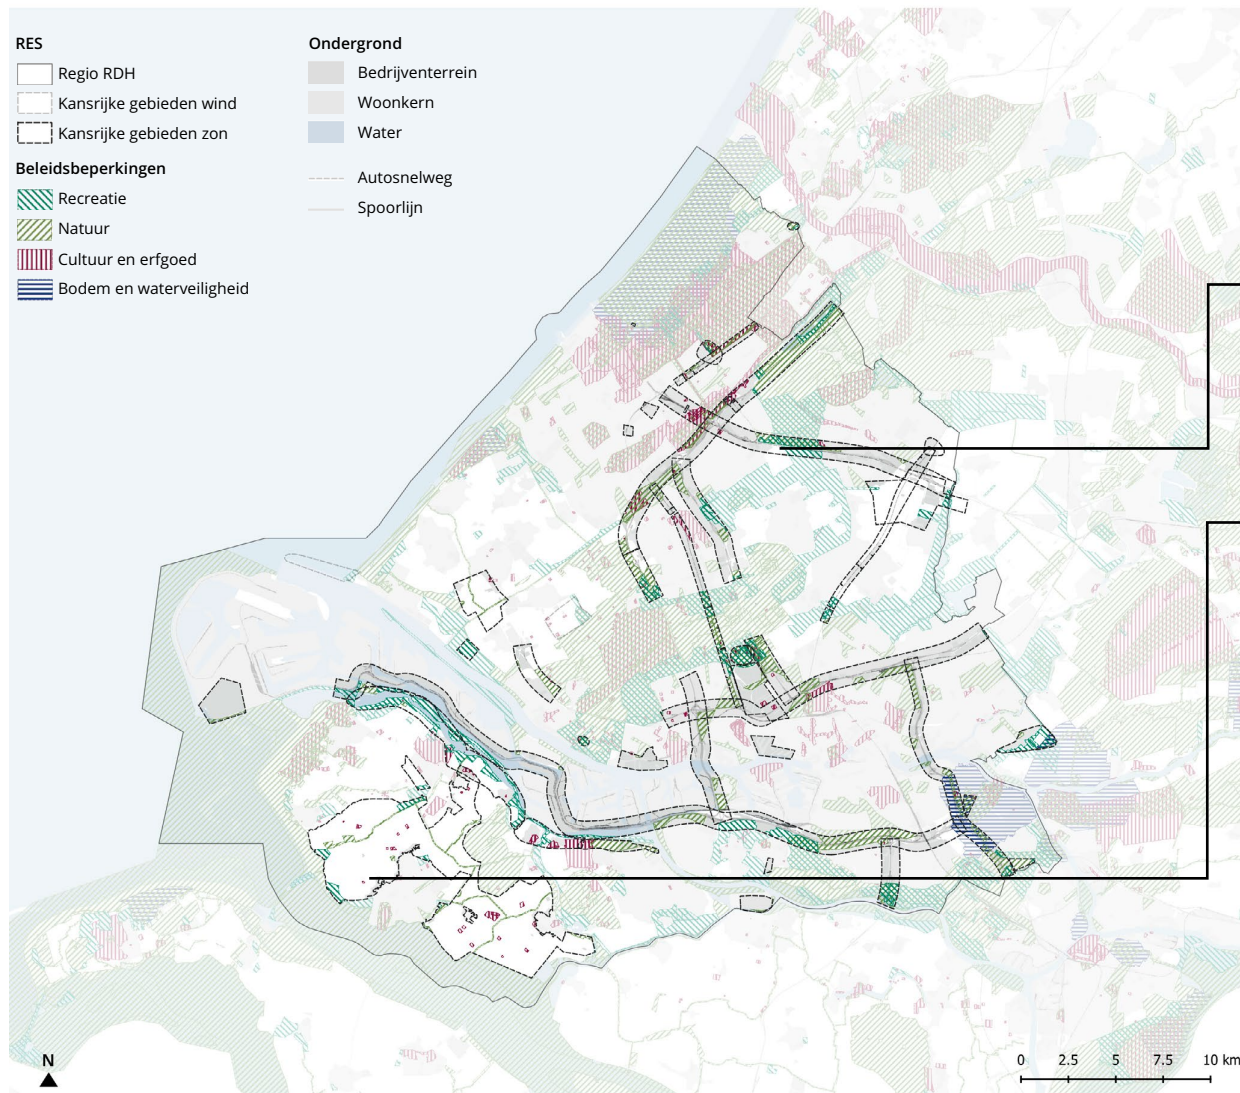 RES
Regio RDH
Kansrijke gebieden wind
Kansrijke gebieden zon
Beleidsbeperkingen
Recreatie
Natuur
Cultuur en erfgoed
Bodem en waterveiligheid
Ondergrond
Bedrijventerrein
Woonkern
Water
Autosnelweg
Spoorlijn
N
0 2.5 5 7.5 10 km